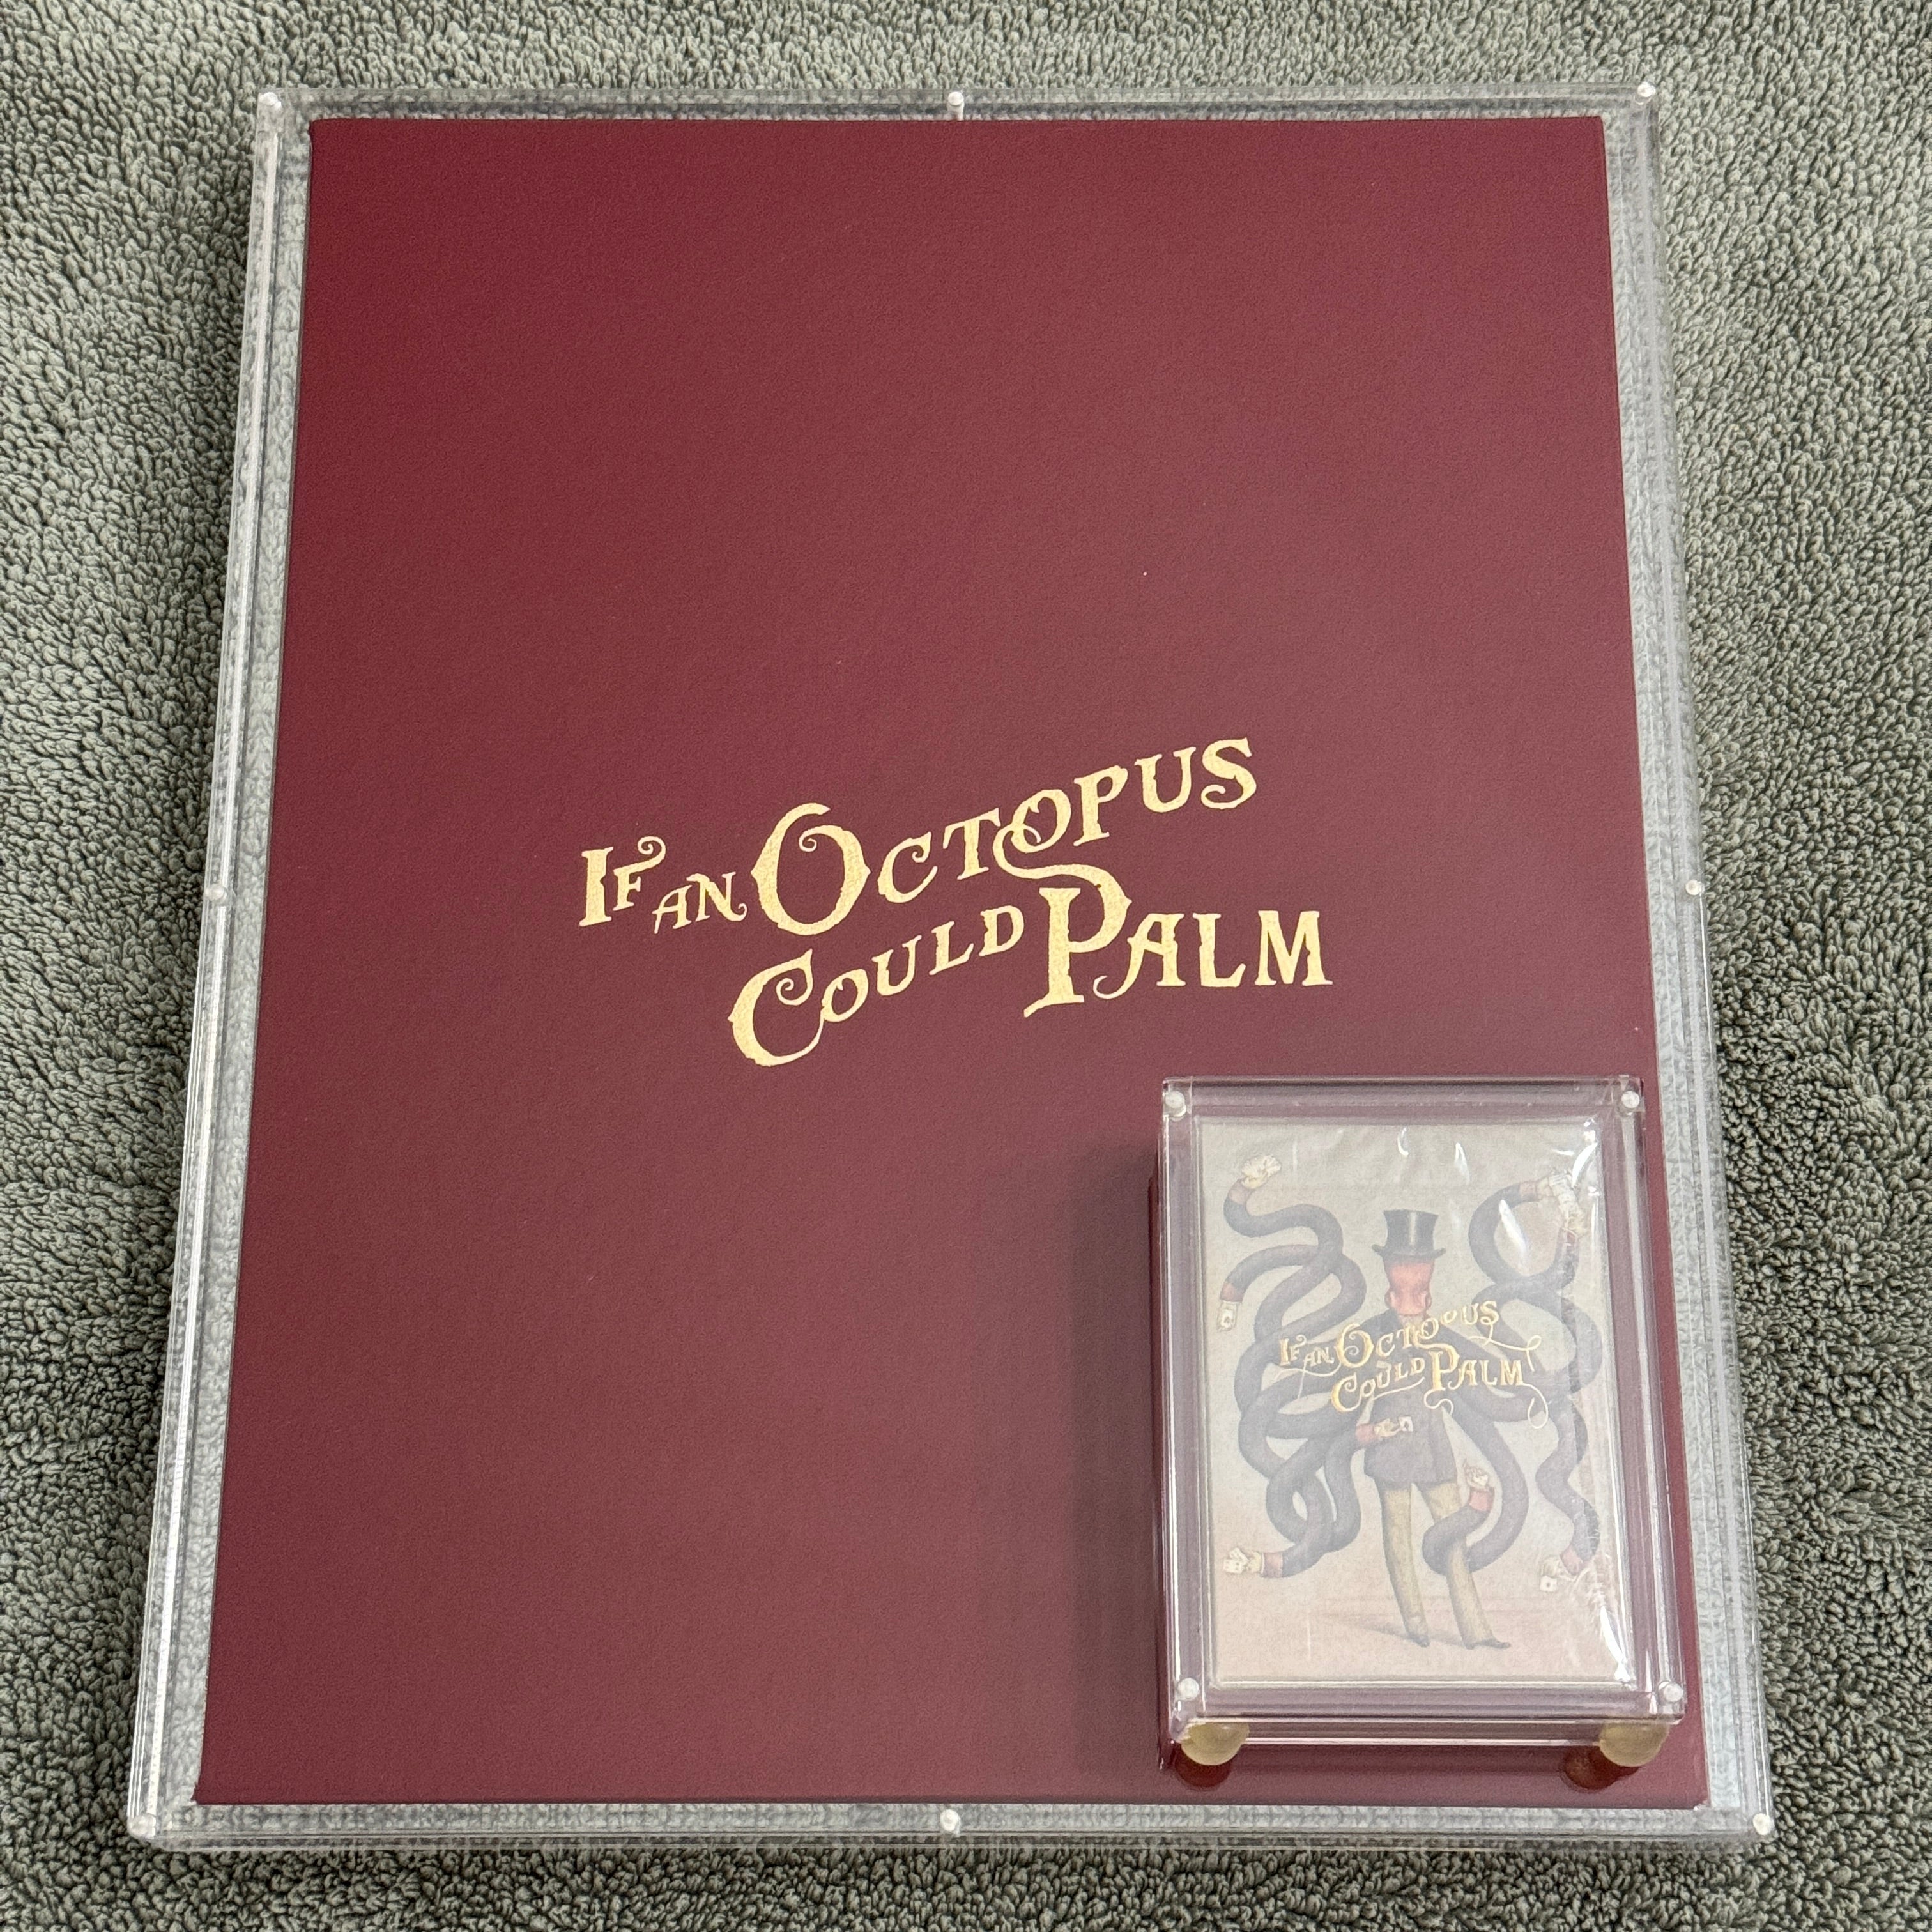 IF AN OCTOPUS
COULD PALM
IF AN OCTOPUS
COULD PALM